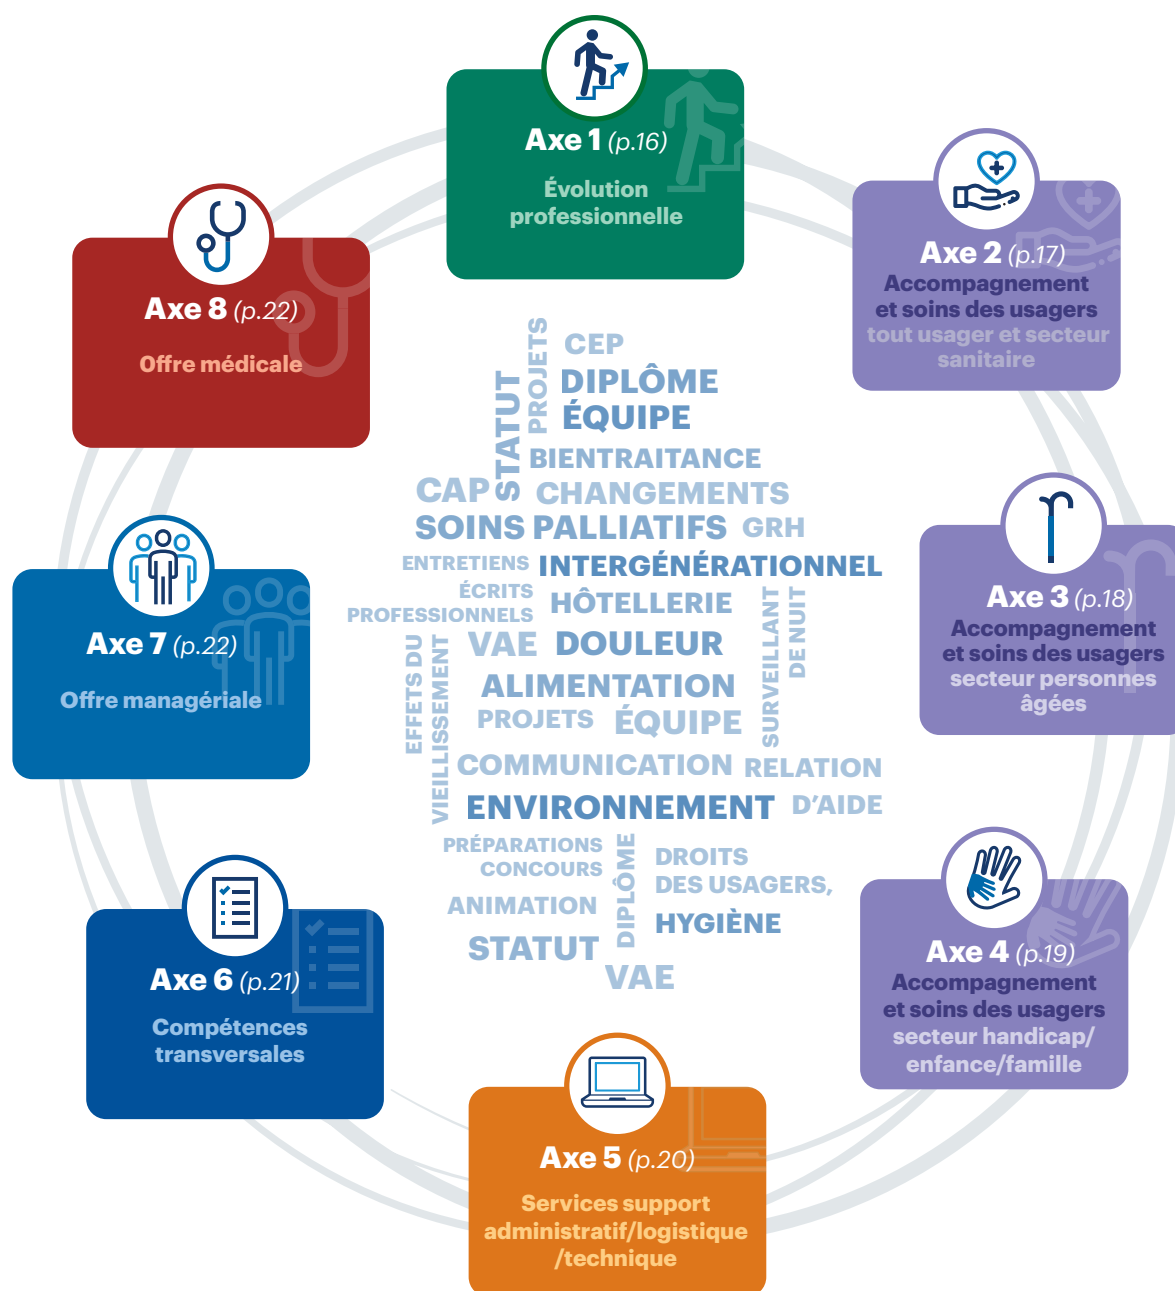 Axe 1 (p.16)
Évolution
professionnelle
Axe 2 (p.17)
Accompagnement
et soins des usagers
tout usager et secteur
sanitaire
Axe 3 (p.18)
Accompagnement
et soins des usagers
secteur personnes
âgées
Axe 4 (p.19)
Accompagnement
et soins des usagers
secteur handicap/
enfance/famille
Axe 5 (p.20)
Services support
administratif/logistique
/technique
Axe 6 (p.21)
Compétences
transversales
Axe 7 (p.22)
Offre managériale
Axe 8 (p.22)
Offre médicale
PROJETS
CEP
STATUT
DIPLÔME
ÉQUIPE
BIENTRAITANCE
CAP
CHANGEMENTS
SOINS PALLIATIFS
GRH
ENTRETIENS
INTERGÉNÉRATIONNEL
ÉCRITS
PROFESSIONNELS
HÔTELLERIE
SURVEILLANT
DE NUIT
VAE
DOULEUR
EFFETS DU
VIEILLISSEMENT
ALIMENTATION
PROJETS
ÉQUIPE
COMMUNICATION
RELATION
D'AIDE
ENVIRONNEMENT
PRÉPARATIONS
CONCOURS
DIPLÔME
DROITS
DES USAGERS,
ANIMATION
HYGIÈNE
STATUT
VAE